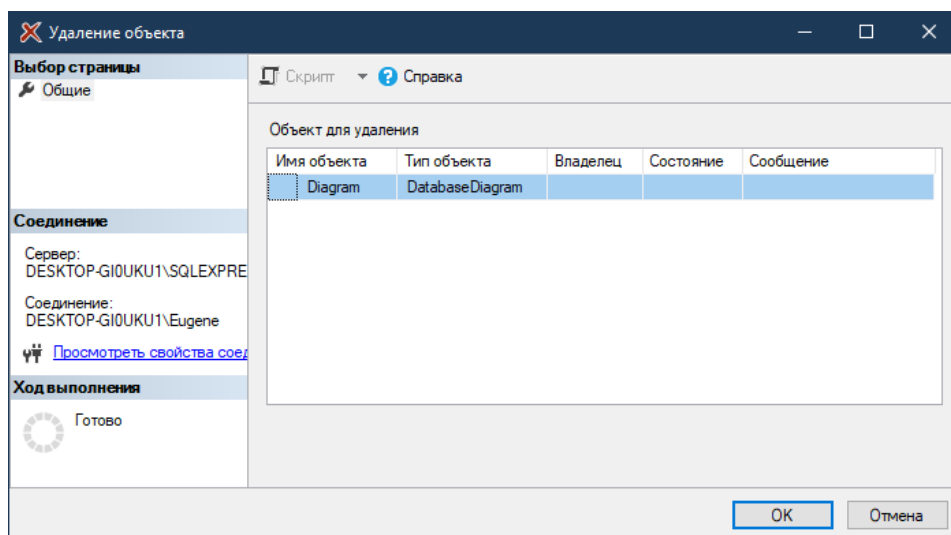 Удаление объекта
Выбор страницы
Общие
Скрипт
Справка
Объект для удаления
Имя объекта Тип объекта Владелец Состояние Сообщение
Diagram DatabaseDiagram
Соединение
Сервер:
DESKTOP-GI0UKU1\SQLEXPRE
Соединение:
DESKTOP-GI0UKU1\Eugene
Просмотреть свойства соед
Ход выполнения
Готово
OK Отмена